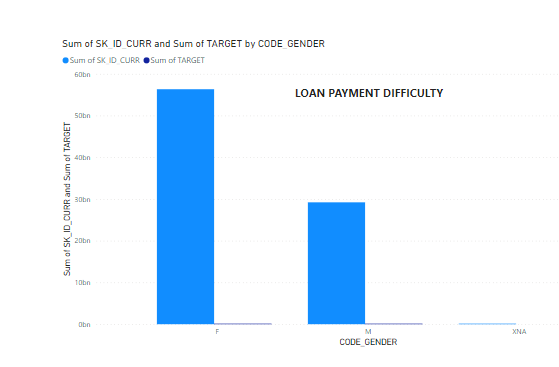 Sum of SK_ID_CURR and Sum of TARGET by CODE_GENDER
Sum of SK_ID_CURR Sum of TARGET
LOAN PAYMENT DIFFICULTY
Sum of SK_ID_CURR and Sum of TARGET
60bn
50bn
40bn
30bn
20bn
10bn
0bn
F M XNA
CODE_GENDER